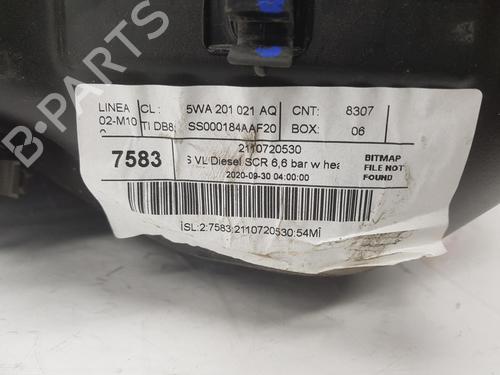 B-PARTS
LINEA CL: 5WA 201 021 AQ CNT: 8307
02-M10 TI DB8: SS000184AAF20 BOX: 06
2110720530
7583 S VL Diesel SCR 6,6 bar w hea BITMAP
FILE NOT
FOUND
2020-09-30 04:00:00
ISL:2:7583:2110720530:54MI